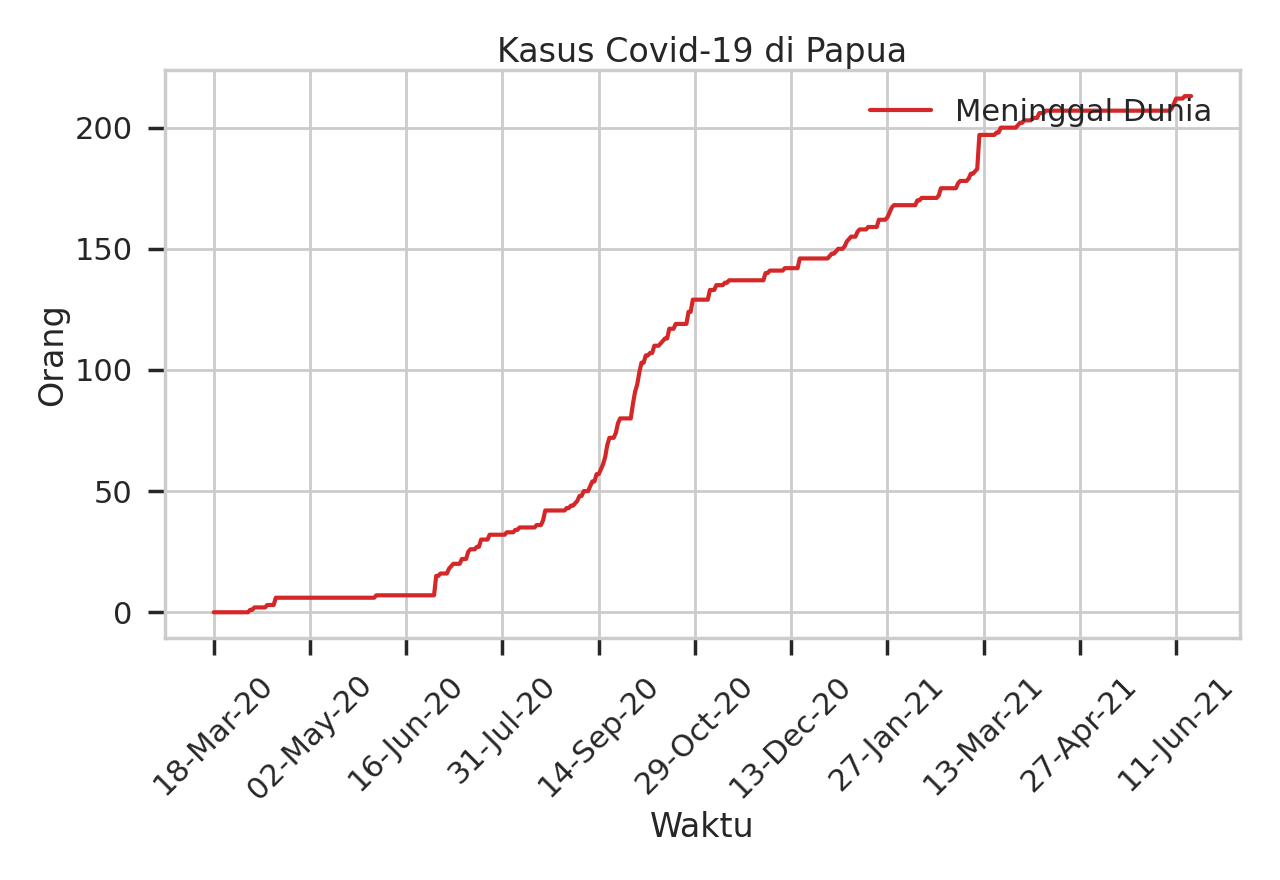 Kasus Covid-19 di Papua
Meninggal Dunia
200
150
100
50
0
Orang
18-Mar-20
02-May-20
16-Jun-20
31-Jul-20
14-Sep-20
29-Oct-20
13-Dec-20
27-Jan-21
13-Mar-21
27-Apr-21
11-Jun-21
Waktu